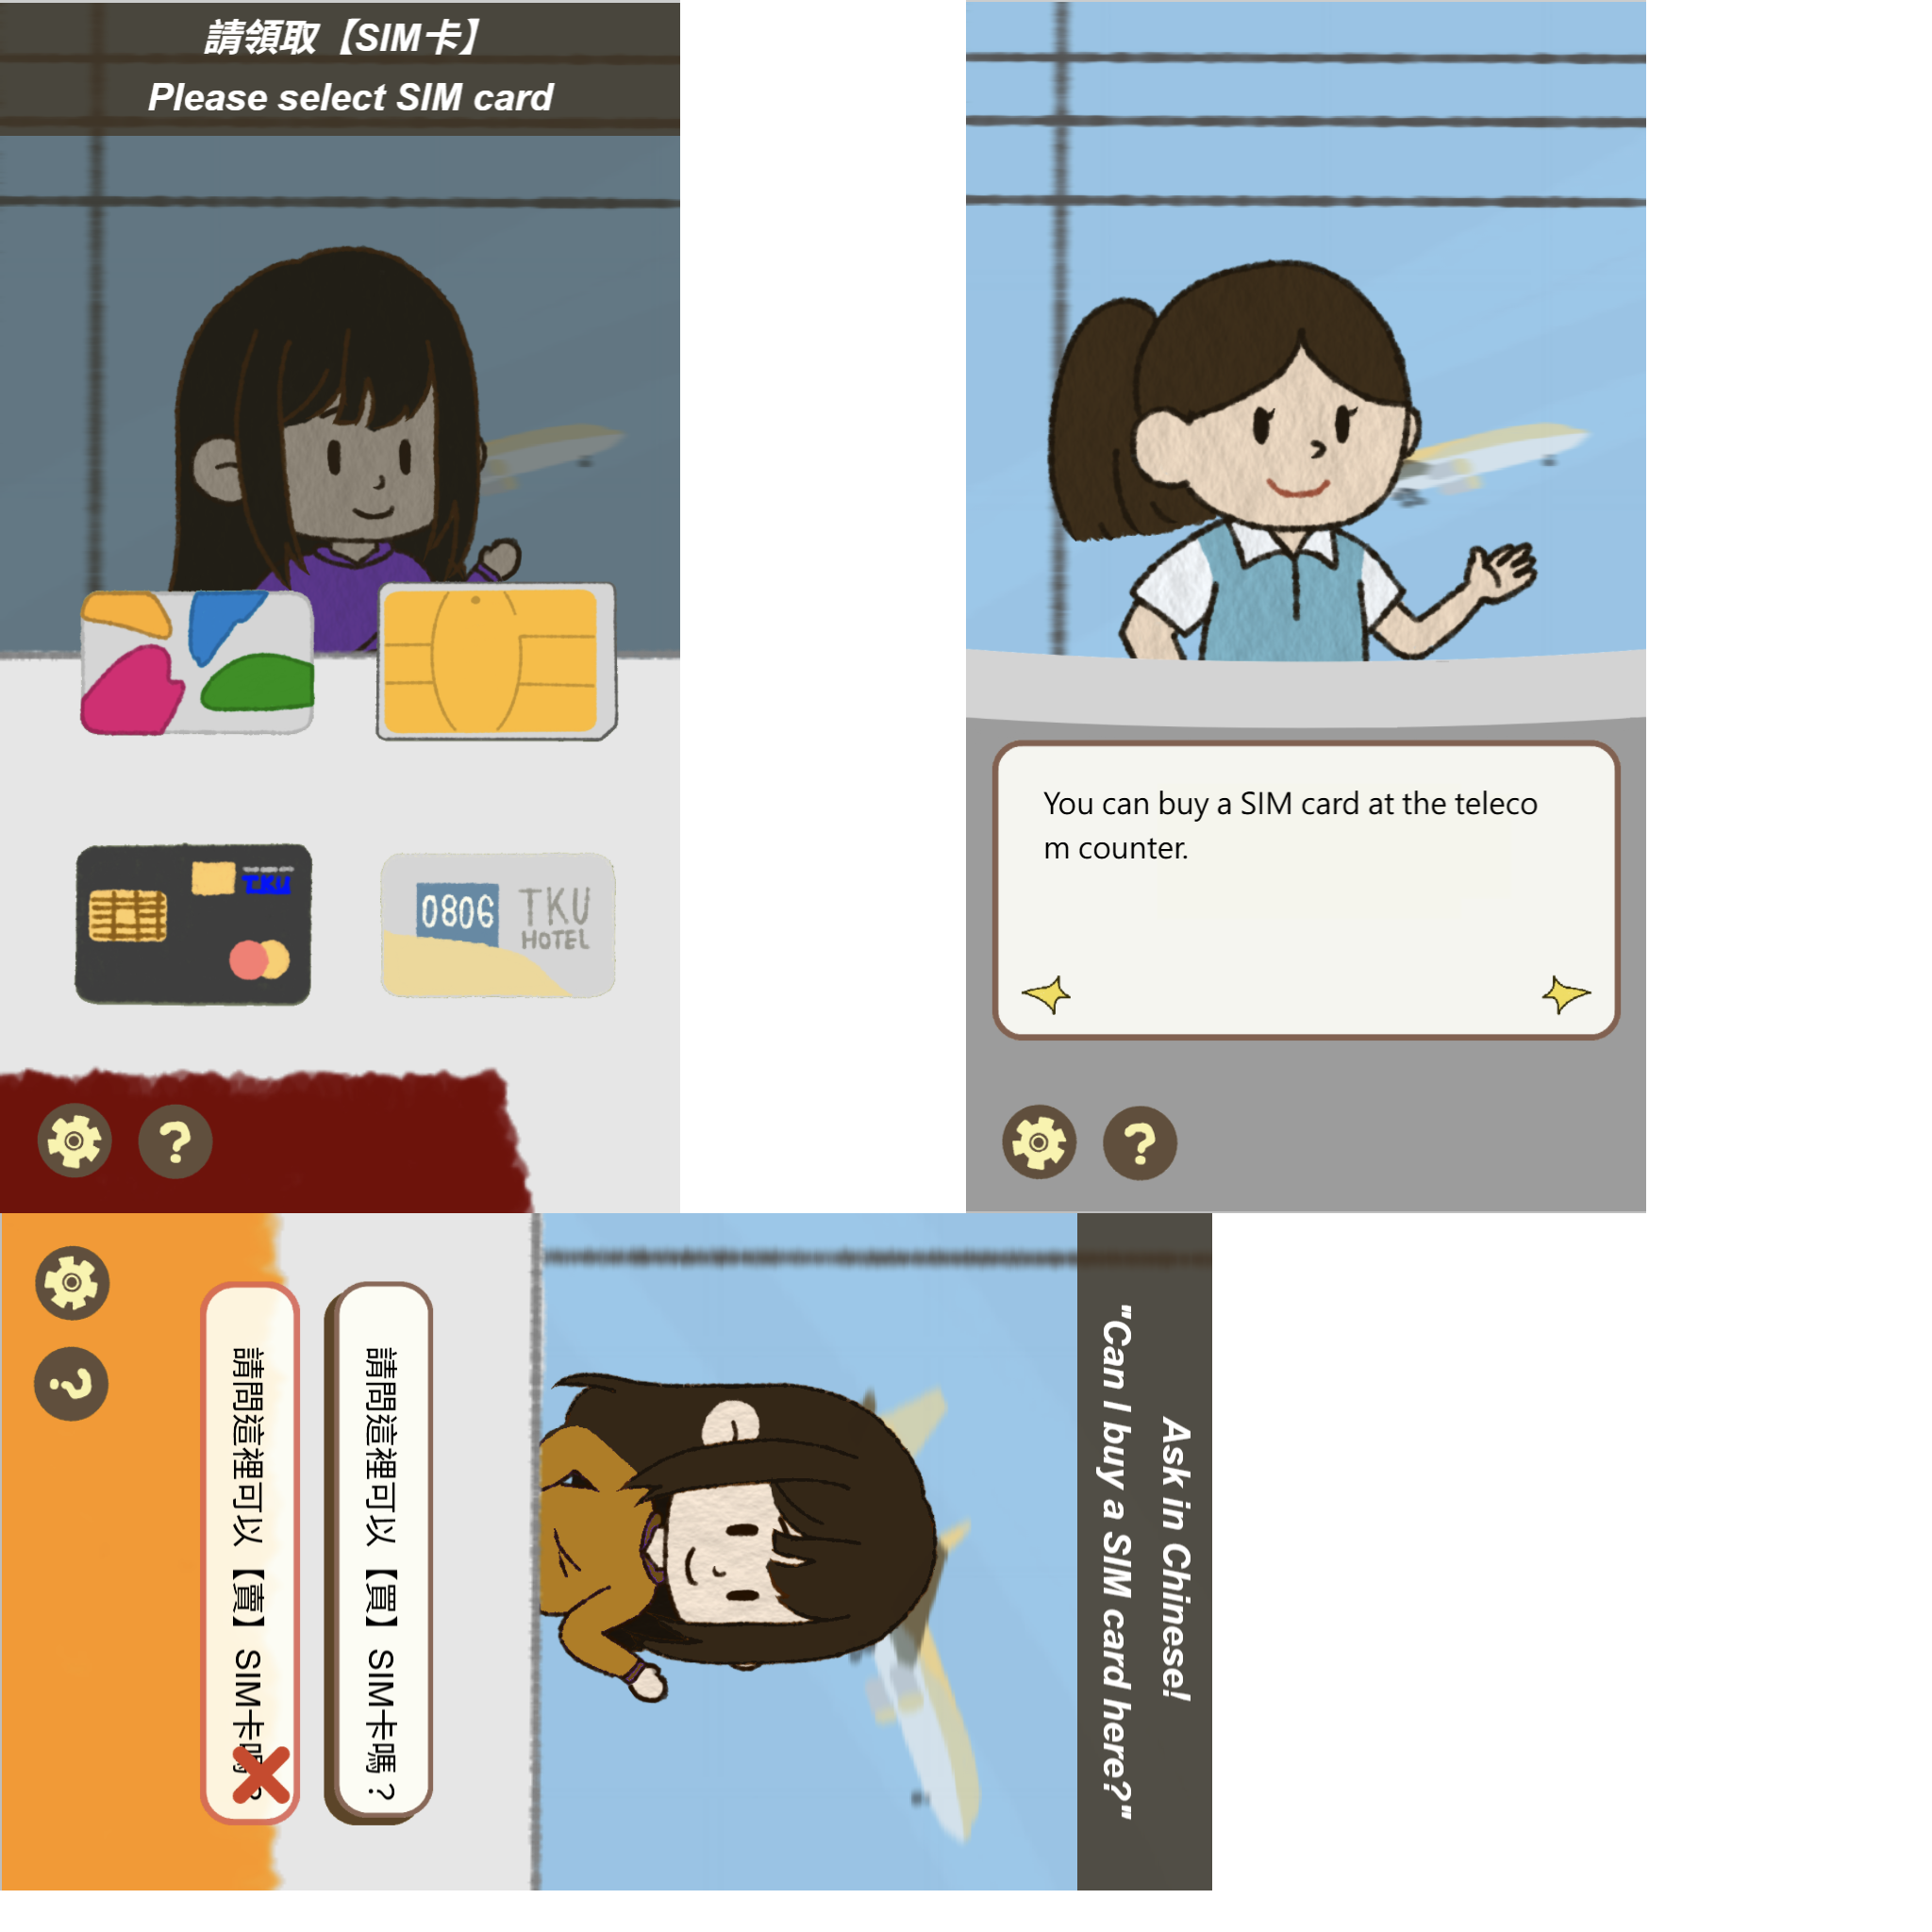 請領取【SIM卡】
Please select SIM card
TKU
0806
TKU
HOTEL
?
You can buy a SIM card at the teleco
m counter.
?
Ask in Chinese!
"Can I buy a SIM card here?"
請問這裡可以【買】SIM卡嗎？
請問這裡可以【賣】SIM卡嗎？
?